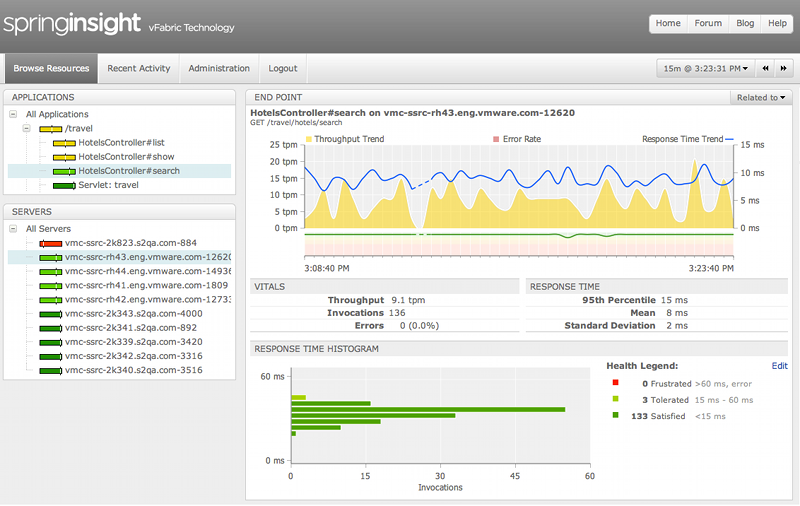 springinsight vFabric Technology
Home Forum Blog Help
Browse Resources Recent Activity Administration Logout
15m @ 3:23:31 PM
APPLICATIONS
All Applications
/travel
HotelsController#list
HotelsController#show
HotelsController#search
Servlet: travel
SERVERS
All Servers
vmc-ssrc-2k823.s2qa.com-884
vmc-ssrc-rh43.eng.vmware.com-12620
vmc-ssrc-rh44.eng.vmware.com-14936
vmc-ssrc-rh41.eng.vmware.com-1809
vmc-ssrc-rh42.eng.vmware.com-12733
vmc-ssrc-2k343.s2qa.com-4000
vmc-ssrc-2k341.s2qa.com-892
vmc-ssrc-2k339.s2qa.com-3420
vmc-ssrc-2k342.s2qa.com-3316
vmc-ssrc-2k340.s2qa.com-3516
END POINT
Related to
HotelsController#search on vmc-ssrc-rh43.eng.vmware.com-12620
GET /travel/hotels/search
Throughput Trend Error Rate Response Time Trend
25 tpm 15 ms
20 tpm
15 tpm 10 ms
10 tpm 5 ms
5 tpm
0 tpm 0 ms
3:08:40 PM 3:23:40 PM
VITALS
Throughput 9.1 tpm
Invocations 136
Errors 0 (0.0%)
RESPONSE TIME
95th Percentile 15 ms
Mean 8 ms
Standard Deviation 2 ms
RESPONSE TIME HISTOGRAM
60 ms
0 ms
0 15 30 45 60
Invocations
Health Legend: Edit
0 Frustrated >60 ms, error
3 Tolerated 15 ms - 60 ms
133 Satisfied <15 ms